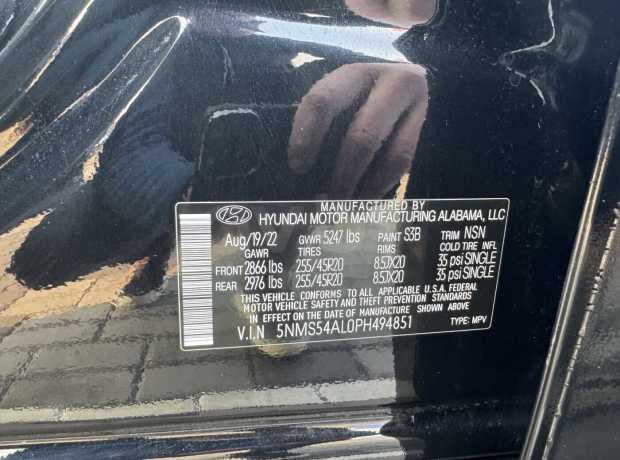 MANUFACTURED BY
HYUNDAI MOTOR MANUFACTURING ALABAMA, LLC
Aug/19/22 GVWR 5247 lbs PAINT S3B TRIM NSN
GAWR TIRES RIMS COLD TIRE INFL
FRONT 2866 lbs 255/45R20 8.5JX20 35 psi SINGLE
REAR 2976 lbs 255/45R20 8.5JX20 35 psi SINGLE
THIS VEHICLE CONFORMS TO ALL APPLICABLE U.S.A. FEDERAL
MOTOR VEHICLE SAFETY AND THEFT PREVENTION STANDARDS
IN EFFECT ON THE DATE OF MANUFACTURE SHOWN ABOVE
V.I.N 5NMS54AL0PH494851 TYPE: MPV